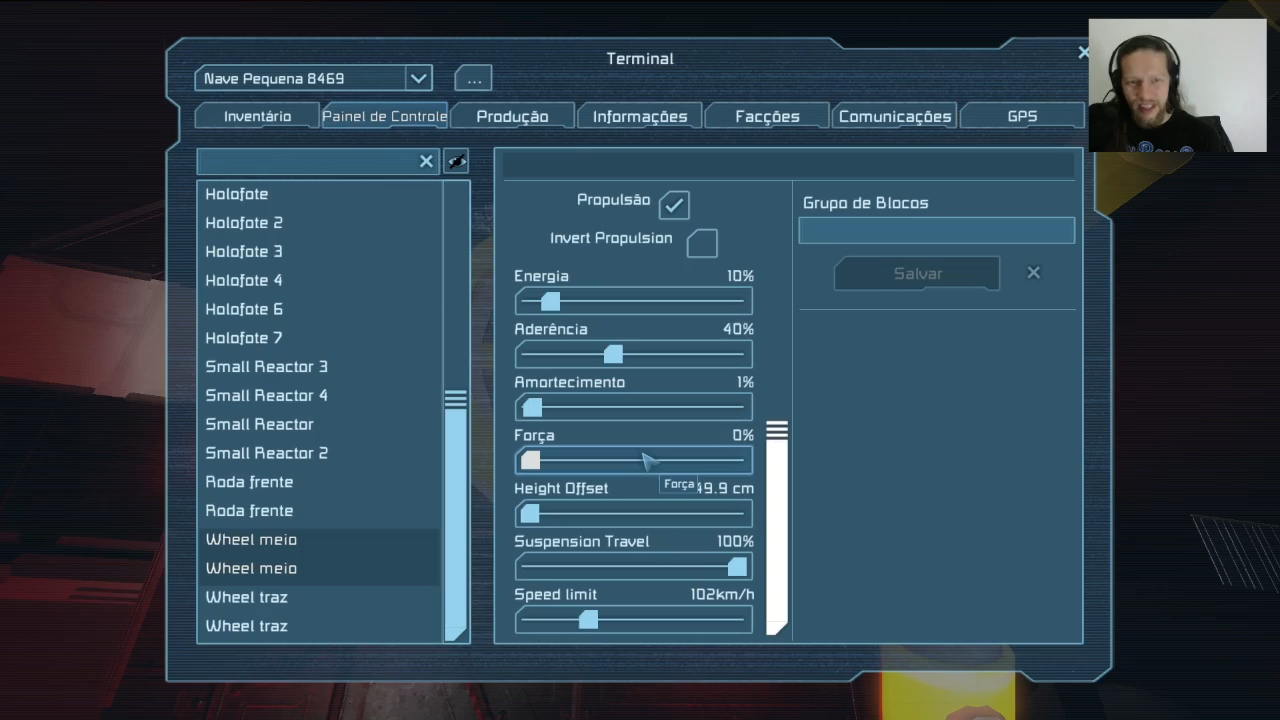 Terminal
Nave Pequena 8469
...
Inventário
Painel de Controle
Produção
Informações
Facções
Comunicações
GPS
Holofote
Holofote 2
Holofote 3
Holofote 4
Holofote 6
Holofote 7
Small Reactor 3
Small Reactor 4
Small Reactor
Small Reactor 2
Roda frente
Roda frente
Wheel meio
Wheel meio
Wheel traz
Wheel traz
Propulsão
Invert Propulsion
Energia 10%
Aderência 40%
Amortecimento 1%
Força 0%
Height Offset 49.9 cm
Força
Suspension Travel 100%
Speed limit 102km/h
Grupo de Blocos
Salvar